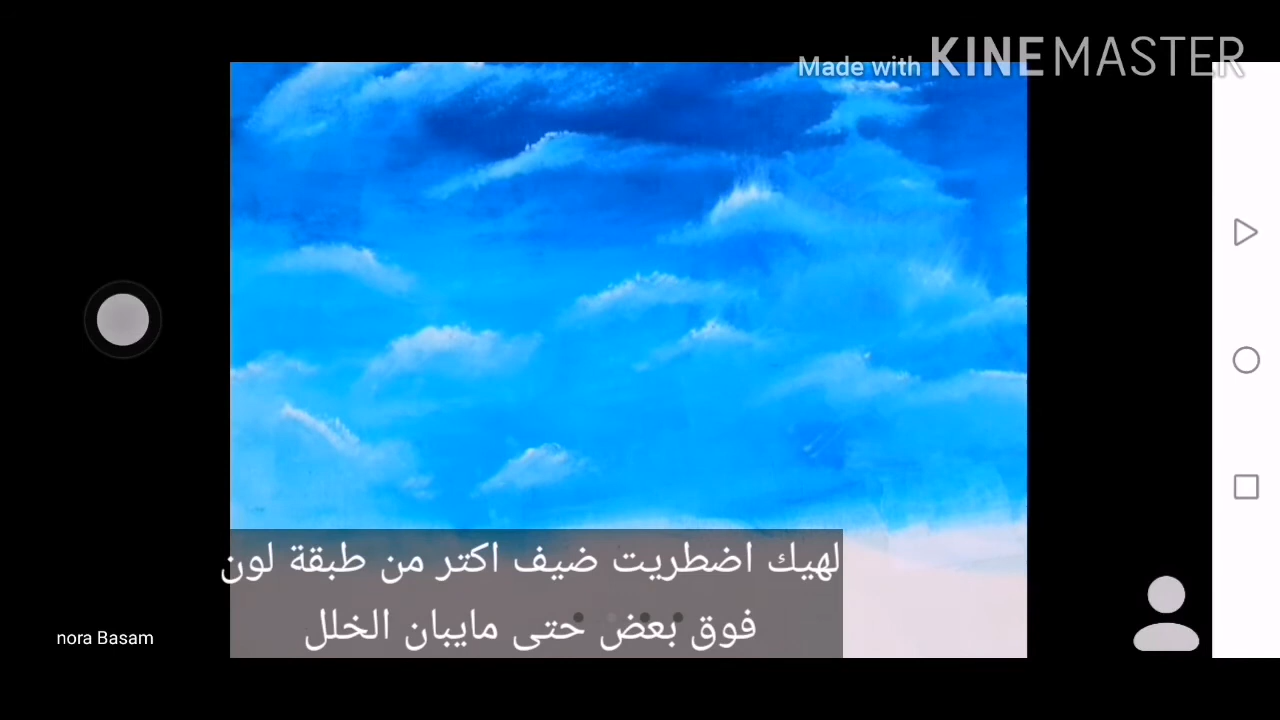 Made with KINEMASTER
لهيك اضطريت ضيف اكتر من طبقة لون
فوق بعض حتى مايبان الخلل
nora Basam